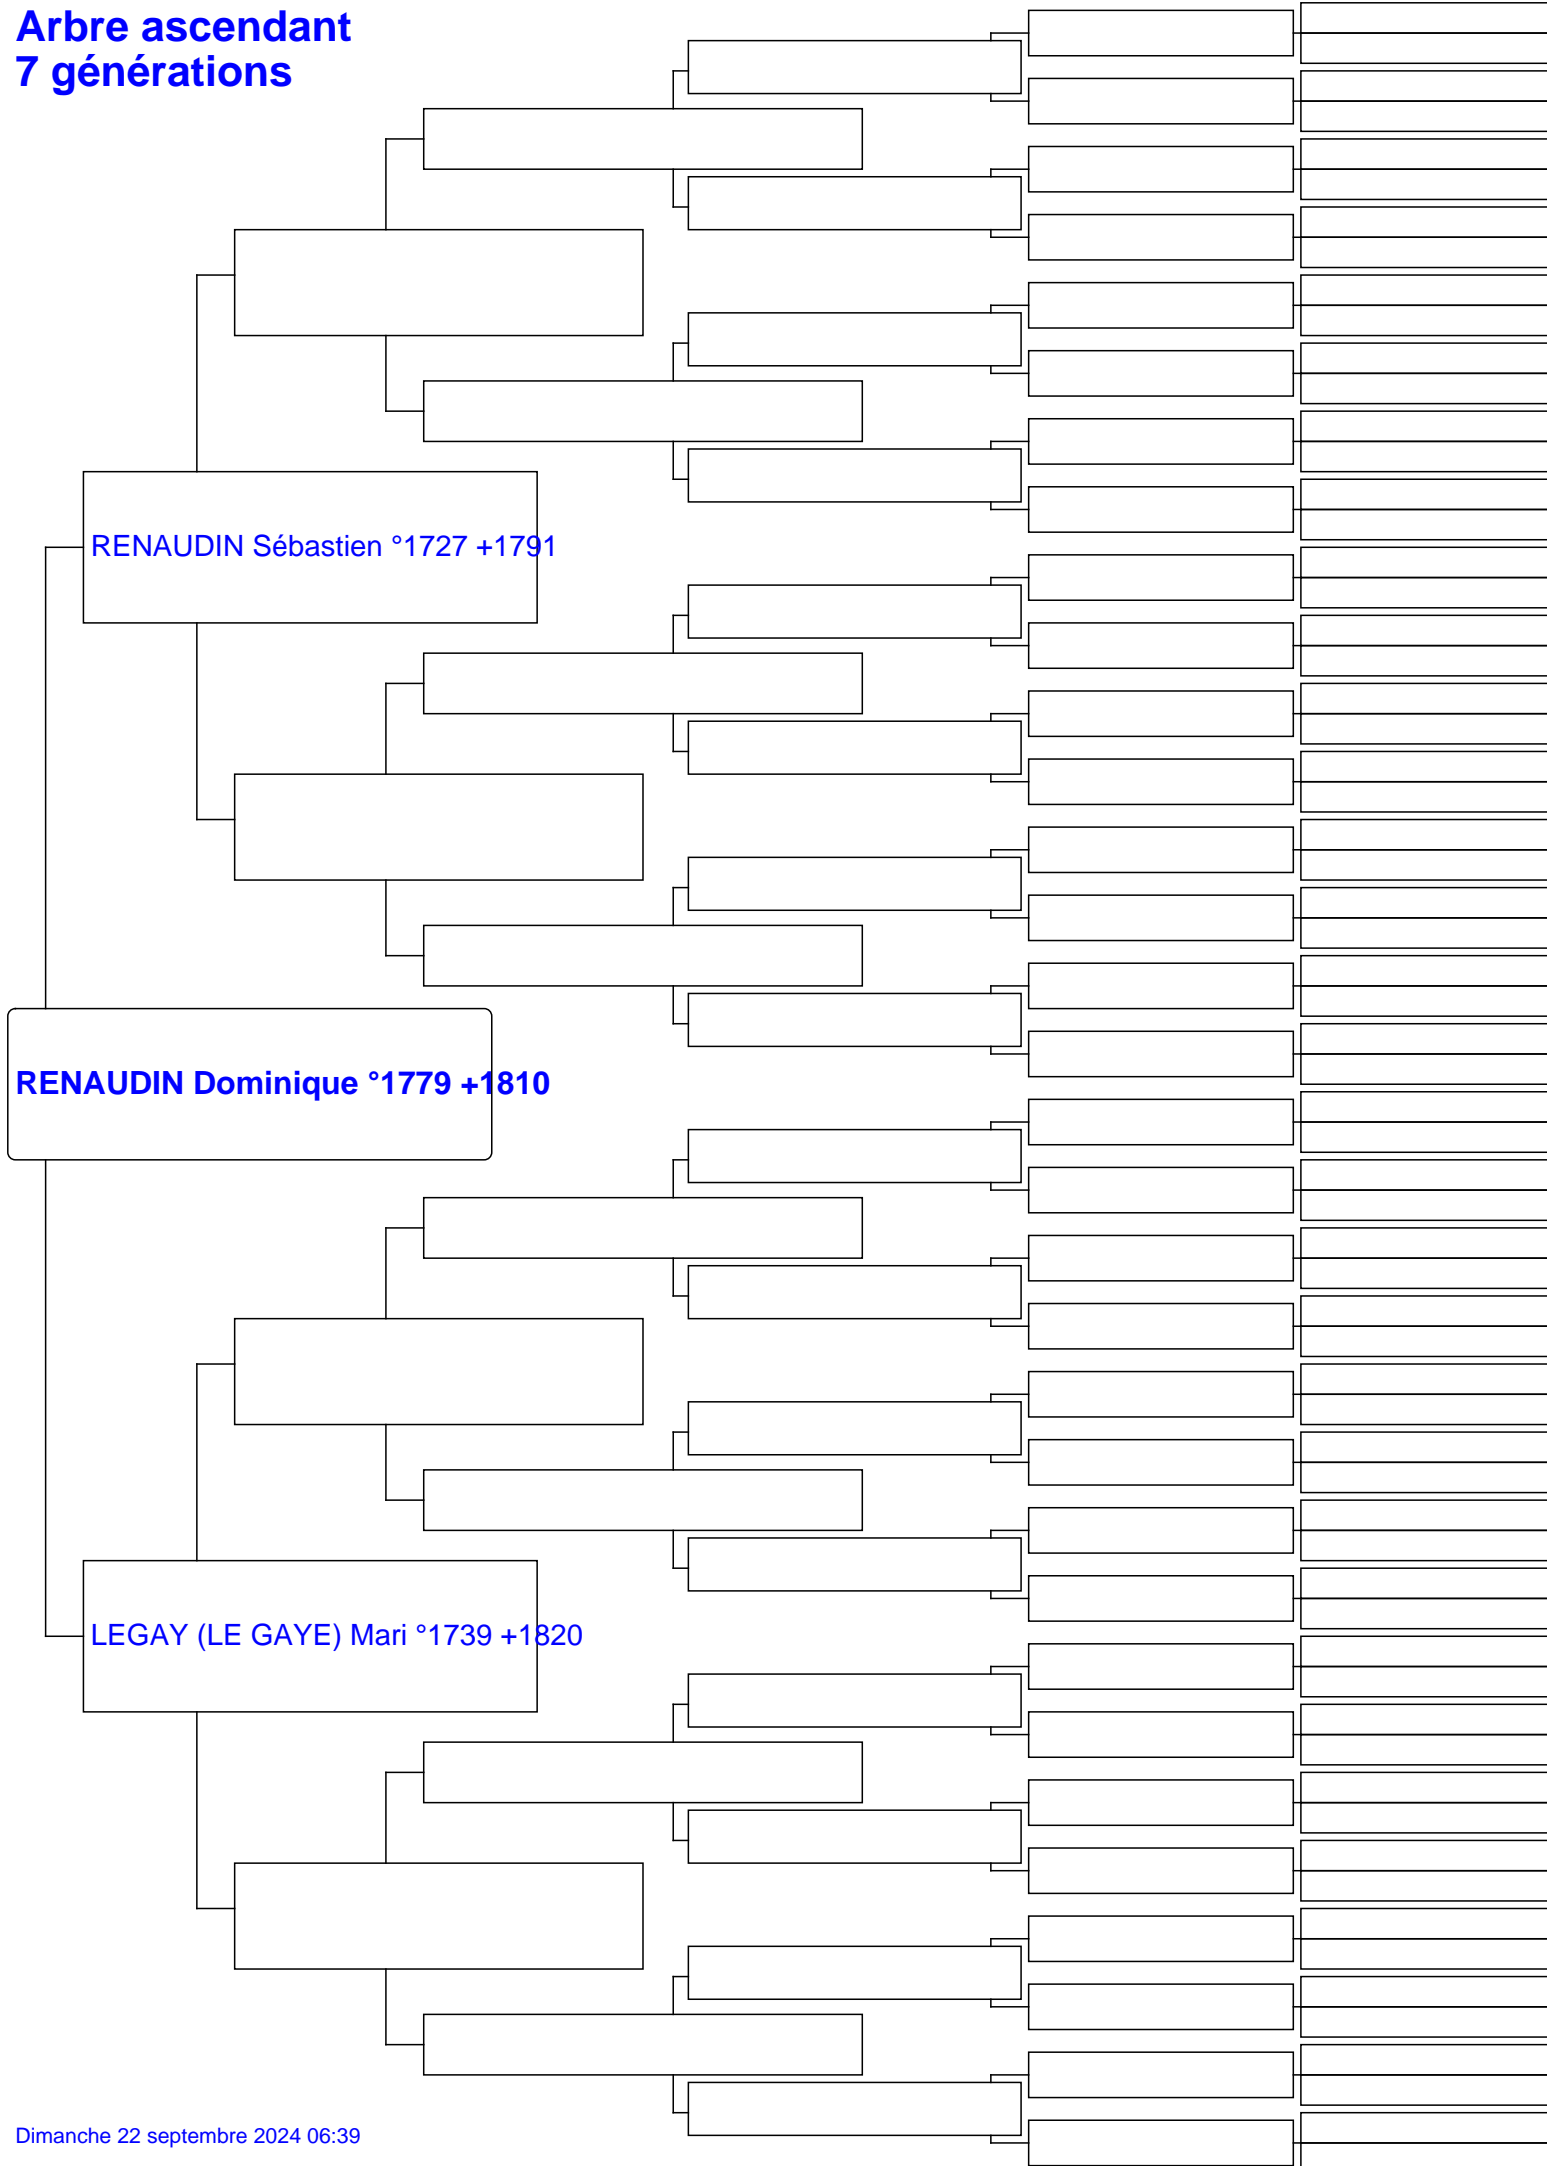 Arbre ascendant
7 générations
RENAUDIN Sébastien °1727 +1791
RENAUDIN Dominique °1779 +1810
LEGAY (LE GAYE) Mari °1739 +1820
Dimanche 22 septembre 2024 06:39